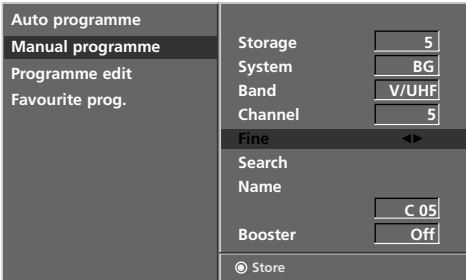 Auto programme
Manual programme
Programme edit
Favourite prog.
Storage 5
System BG
Band V/UHF
Channel 5
Fine ◀▶
Search
Name
C 05
Booster Off
Store